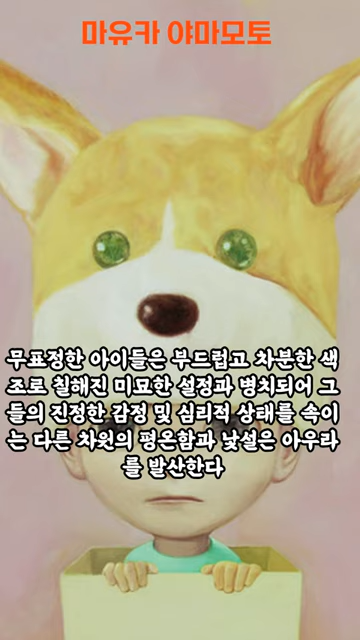 마유카 야마모토
무표정한 아이들은 부드럽고 차분한 색
조로 칠해진 미묘한 설정과 병치되어 그
들의 진정한 감정 및 심리적 상태를 속이
는 다른 차원의 평온함과 낯설은 아우라
를 발산한다